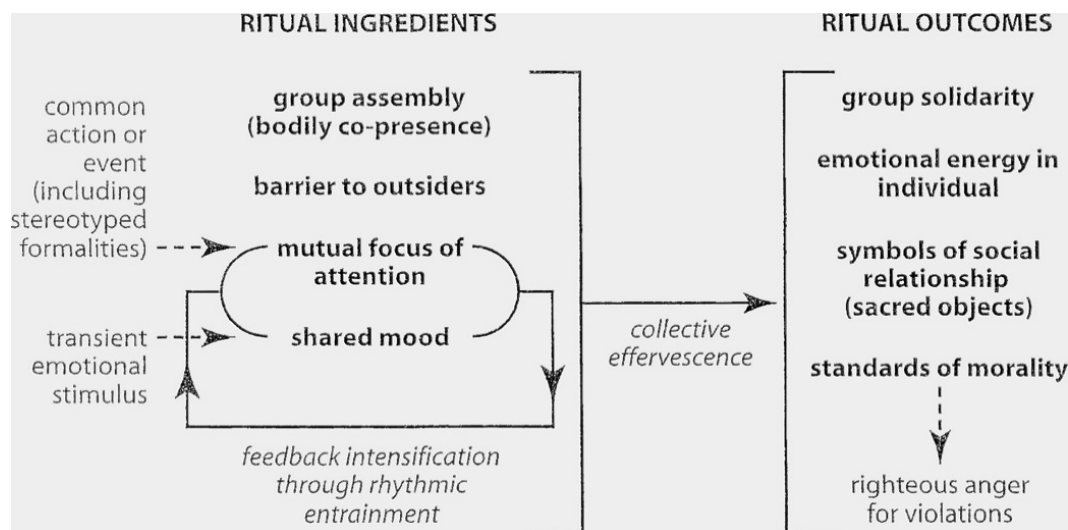 RITUAL INGREDIENTS
common
action or
event
(including
stereotyped
formalities)
transient
emotional
stimulus
group assembly
(bodily co-presence)
barrier to outsiders
mutual focus of
attention
shared mood
feedback intensification
through rhythmic
entrainment
collective
effervescence
RITUAL OUTCOMES
group solidarity
emotional energy in
individual
symbols of social
relationship
(sacred objects)
standards of morality
righteous anger
for violations